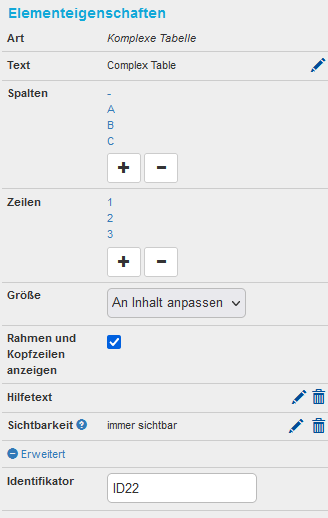 Elementeigenschaften
Art Komplexe Tabelle
Text Complex Table
Spalten -
A
B
C
+ −
Zeilen 1
2
3
+ −
Größe An Inhalt anpassen
Rahmen und
Kopfzeilen
anzeigen
Hilfetext
Sichtbarkeit ? immer sichtbar
Erweitert
Identifikator ID22